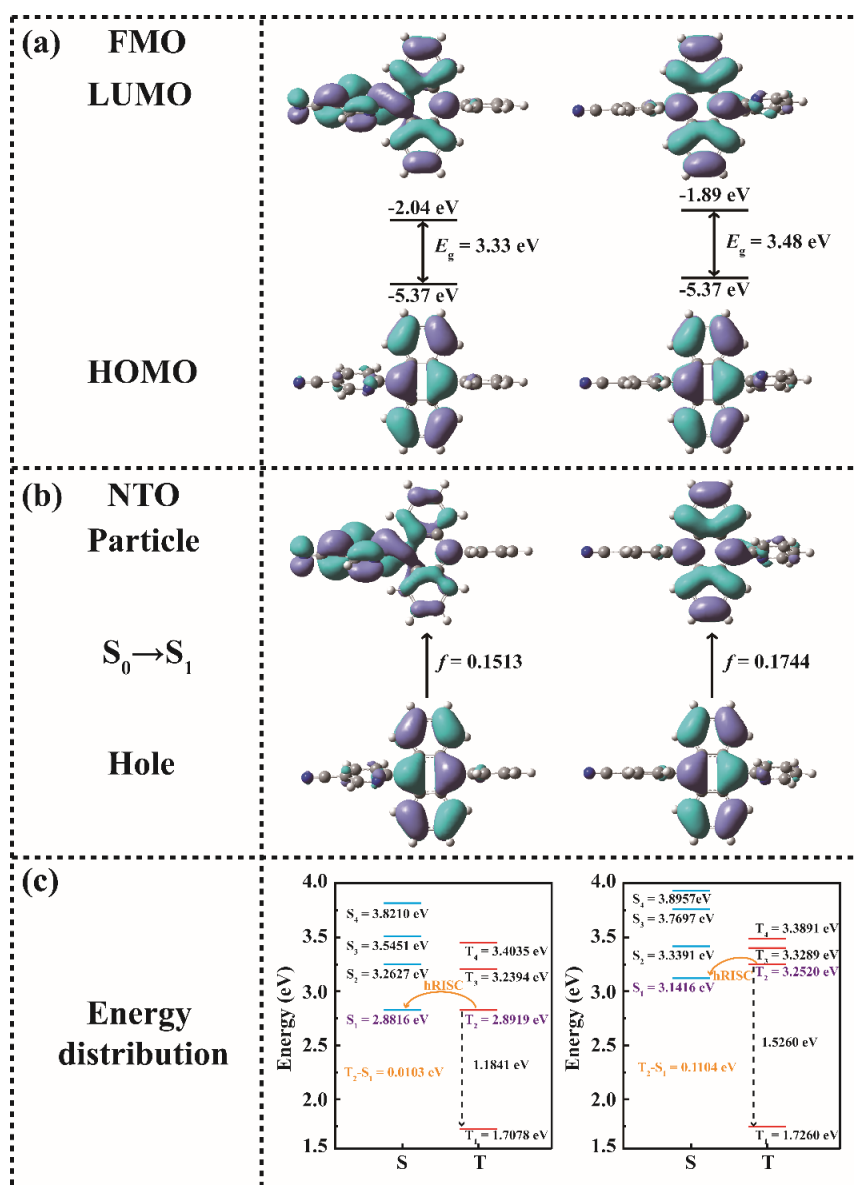 (a) FMO
LUMO
-2.04 eV
E_g = 3.33 eV
-5.37 eV
-1.89 eV
E_g = 3.48 eV
-5.37 eV
HOMO
(b) NTO
Particle
S₀→S₁
f = 0.1513
f = 0.1744
Hole
(c)
Energy
distribution
Energy (eV)
4.0
3.5
3.0
2.5
2.0
1.5
S₄ = 3.8210 eV
S₃ = 3.5451 eV
S₂ = 3.2627 eV
S₁ = 2.8816 eV
T₄ = 3.4035 eV
T₃ = 3.2394 eV
hRISC
T₂ = 2.8919 eV
1.1841 eV
T₂-S₁ = 0.0103 eV
T₁ = 1.7078 eV
S
T
Energy (eV)
4.0
3.5
3.0
2.5
2.0
1.5
S₄ = 3.8957eV
S₃ = 3.7697 eV
S₂ = 3.3391 eV
S₁ = 3.1416 eV
T₄ = 3.3891 eV
T₃ = 3.3289 eV
hRISC
T₂ = 3.2520 eV
1.5260 eV
T₂-S₁ = 0.1104 eV
T₁ = 1.7260 eV
S
T